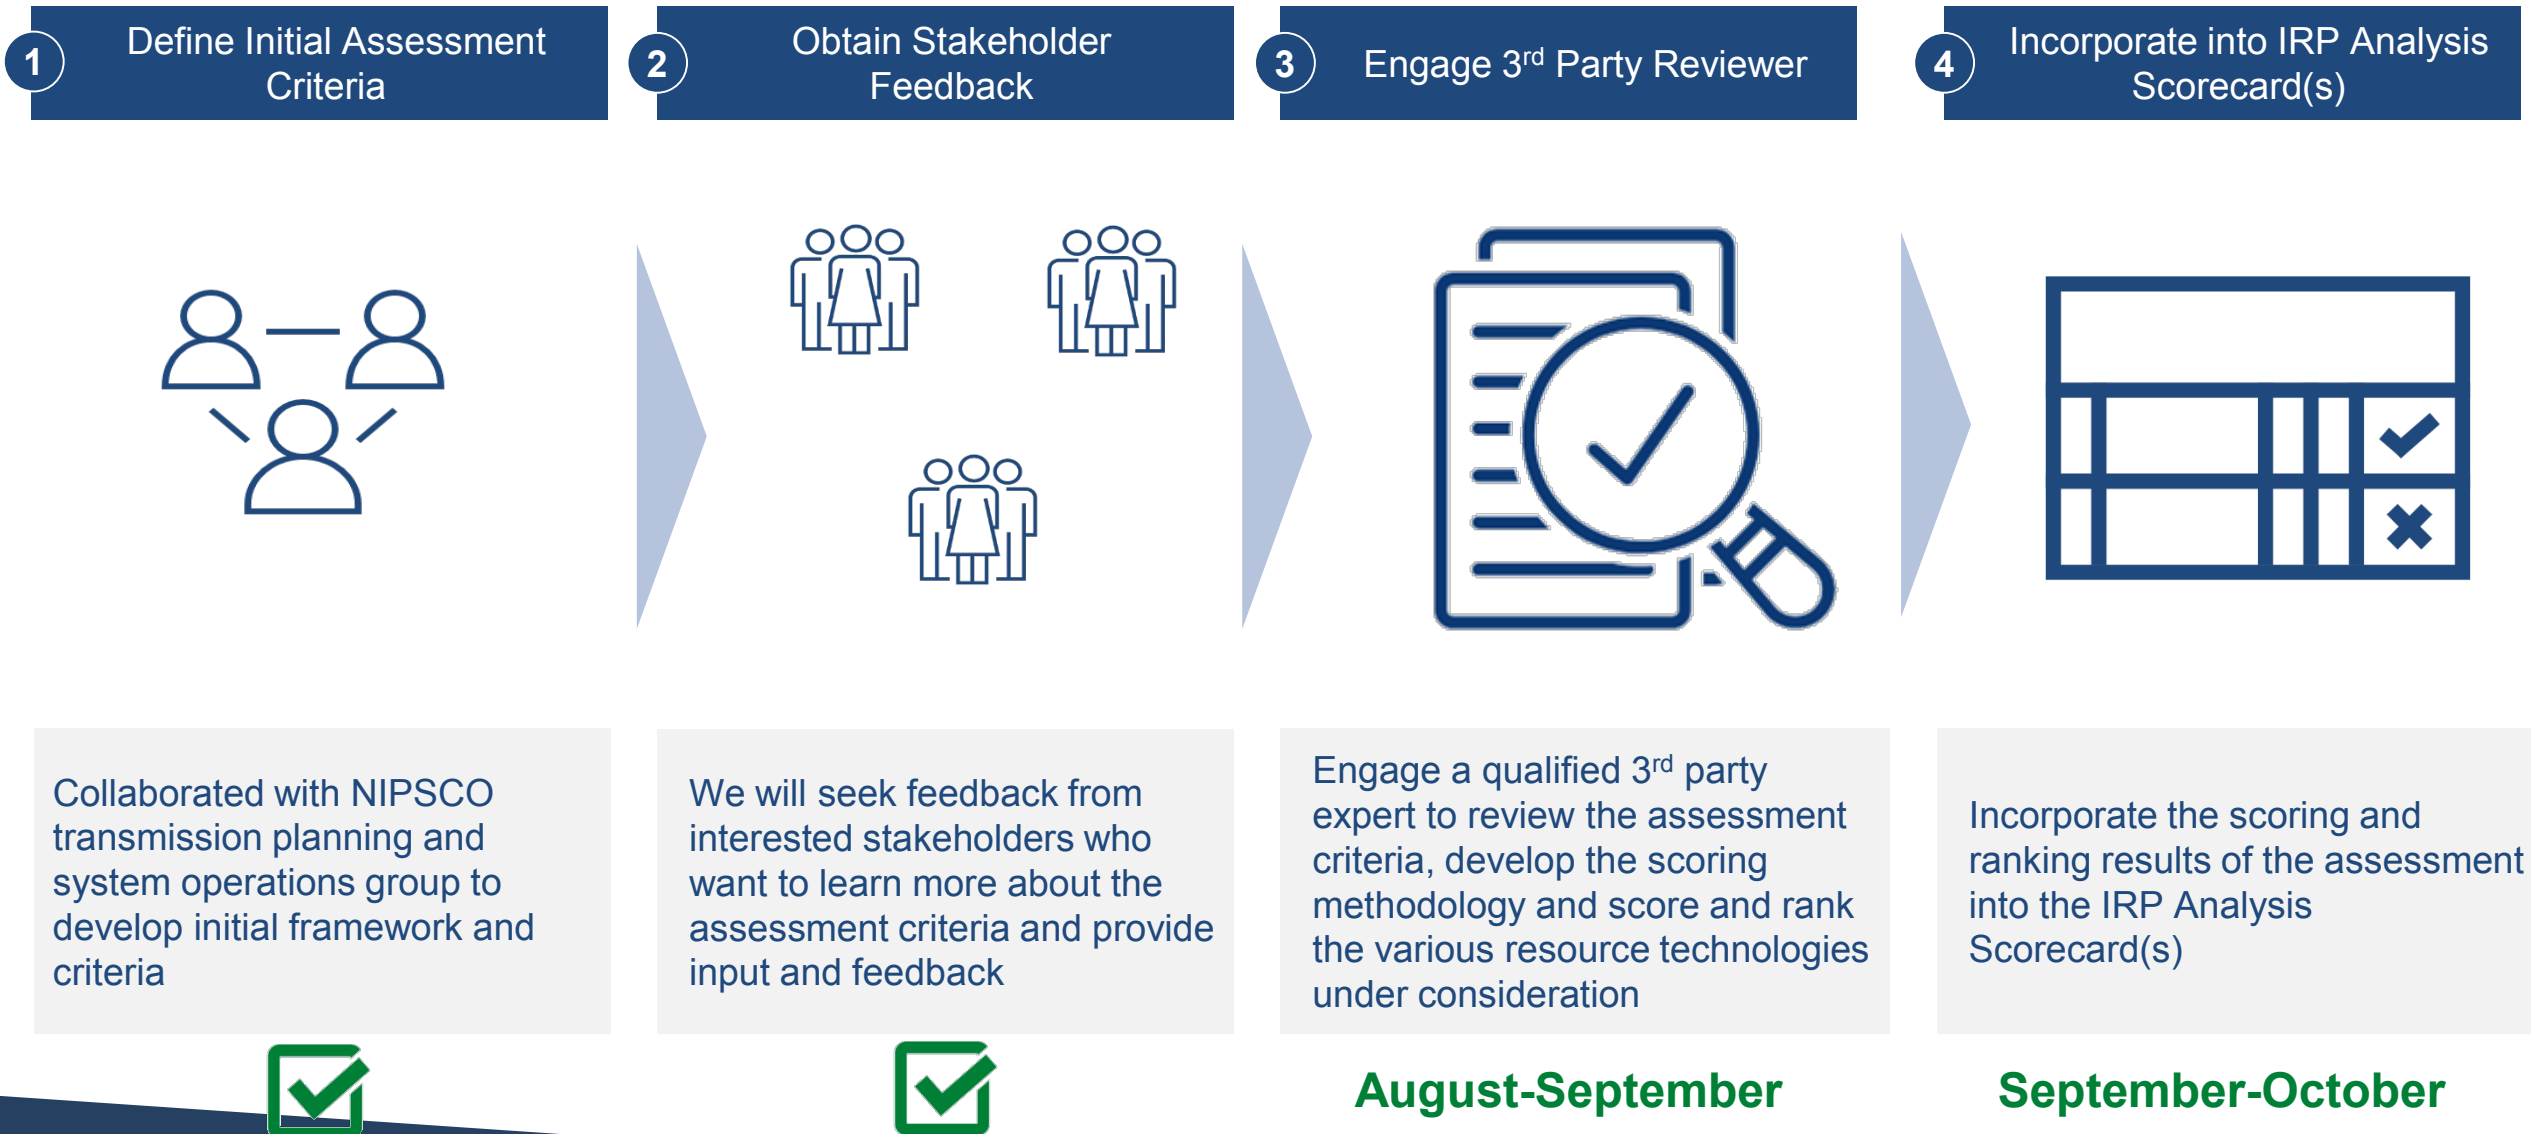 1
Define Initial Assessment
Criteria
2
Obtain Stakeholder
Feedback
3
Engage 3rd Party Reviewer
4
Incorporate into IRP Analysis
Scorecard(s)
Collaborated with NIPSCO
transmission planning and
system operations group to
develop initial framework and
criteria
We will seek feedback from
interested stakeholders who
want to learn more about the
assessment criteria and provide
input and feedback
Engage a qualified 3rd party
expert to review the assessment
criteria, develop the scoring
methodology and score and rank
the various resource technologies
under consideration
Incorporate the scoring and
ranking results of the assessment
into the IRP Analysis
Scorecard(s)
August-September
September-October